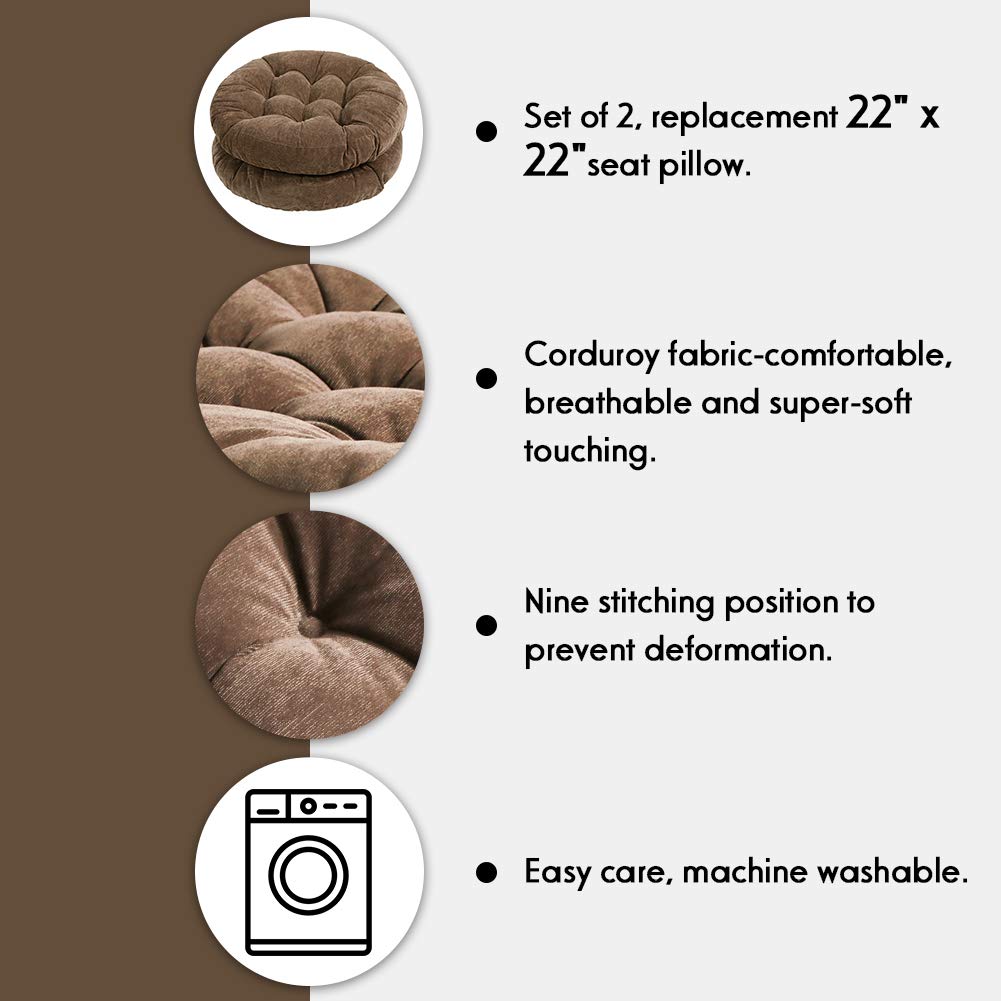 Set of 2, replacement 22" x
22"seat pillow.
Corduroy fabric-comfortable,
breathable and super-soft
touching.
Nine stitching position to
prevent deformation.
Easy care, machine washable.